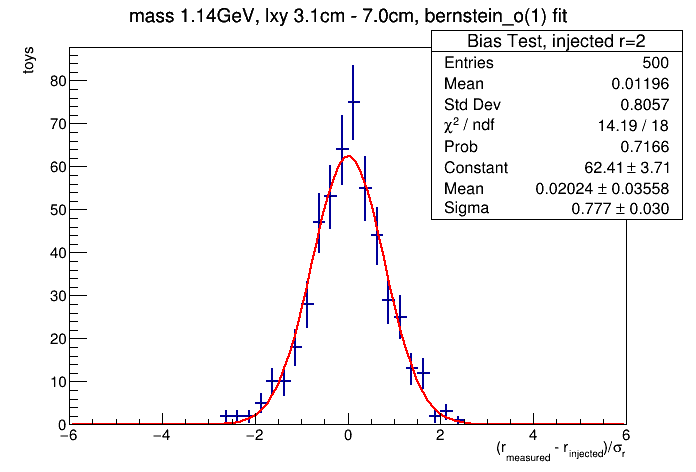 mass 1.14GeV, lxy 3.1cm - 7.0cm, bernstein_o(1) fit
Bias Test, injected r=2
Entries 500
Mean 0.01196
Std Dev 0.8057
χ² / ndf 14.19 / 18
Prob 0.7166
Constant 62.41 ± 3.71
Mean 0.02024 ± 0.03558
Sigma 0.777 ± 0.030
toys
80
70
60
50
40
30
20
10
0
−6 −4 −2 0 2 4 6
(r_measured - r_injected)/σ_r